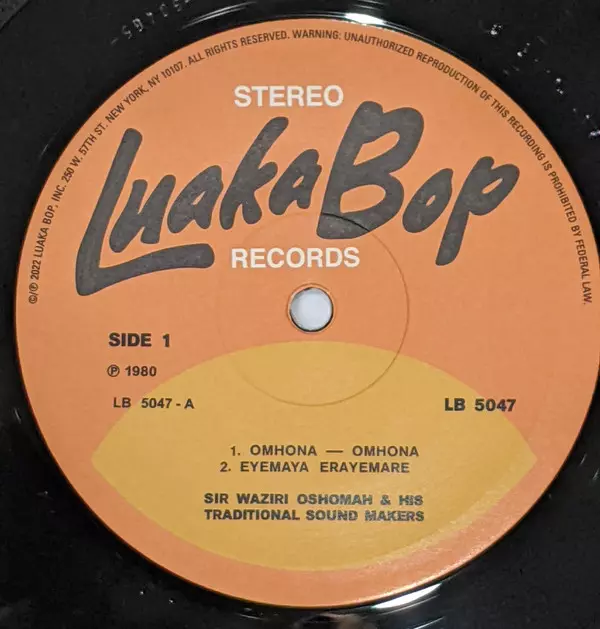 ©/℗ 2022 LUAKA BOP, INC. 250 W. 57TH ST. NEW YORK, NY 10107. ALL RIGHTS RESERVED. WARNING: UNAUTHORIZED REPRODUCTION OF THIS RECORDING IS PROHIBITED BY FEDERAL LAW.
STEREO
Luaka Bop
RECORDS
SIDE 1
℗ 1980
LB 5047-A
LB 5047
1. OMHONA — OMHONA
2. EYEMAYA ERAYEMARE
SIR WAZIRI OSHOMAH & HIS
TRADITIONAL SOUND MAKERS